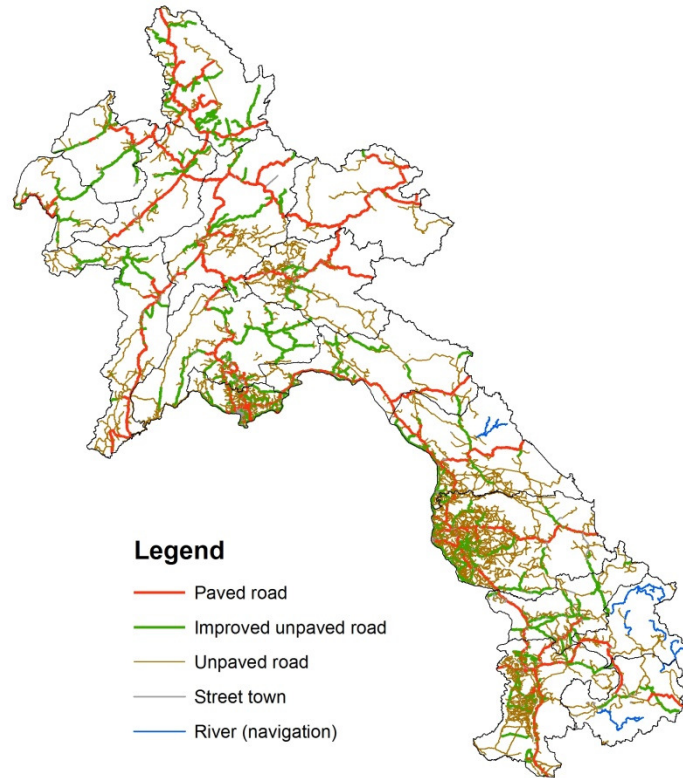 Legend
Paved road
Improved unpaved road
Unpaved road
Street town
River (navigation)